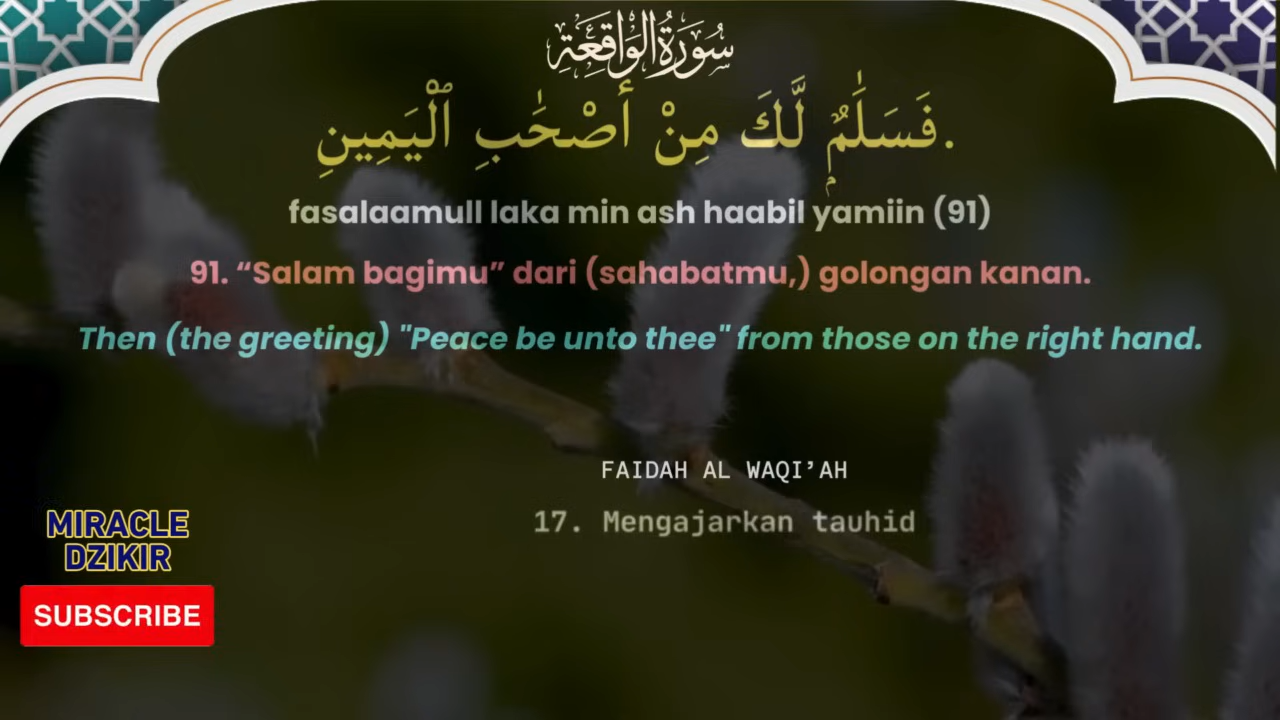 سُورَةُ الْوَاقِعَةِ
فَسَلَٰمٌۭ لَّكَ مِنْ أَصْحَٰبِ ٱلْيَمِينِ.
fasalaamull laka min ash haabil yamiin (91)
91. “Salam bagimu” dari (sahabatmu,) golongan kanan.
Then (the greeting) "Peace be unto thee" from those on the right hand.
FAIDAH AL WAQI’AH
17. Mengajarkan tauhid
MIRACLE
DZIKIR
SUBSCRIBE